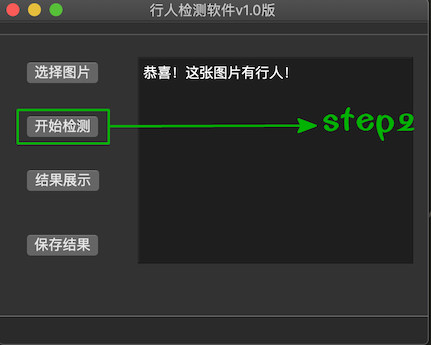 行人检测软件v1.0版
选择图片
恭喜！这张图片有行人！
开始检测
step2
结果展示
保存结果